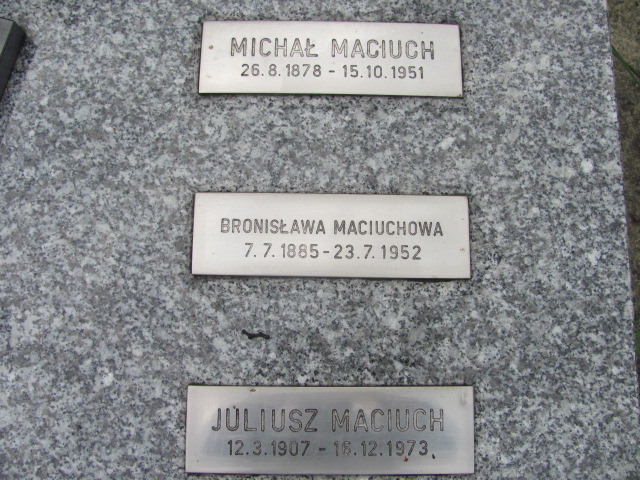 MICHAŁ MACIUCH
26.8.1878 - 15.10.1951
BRONISŁAWA MACIUCHOWA
7.7.1885 - 23.7.1952
JULIUSZ MACIUCH
12.3.1907 - 16.12.1973